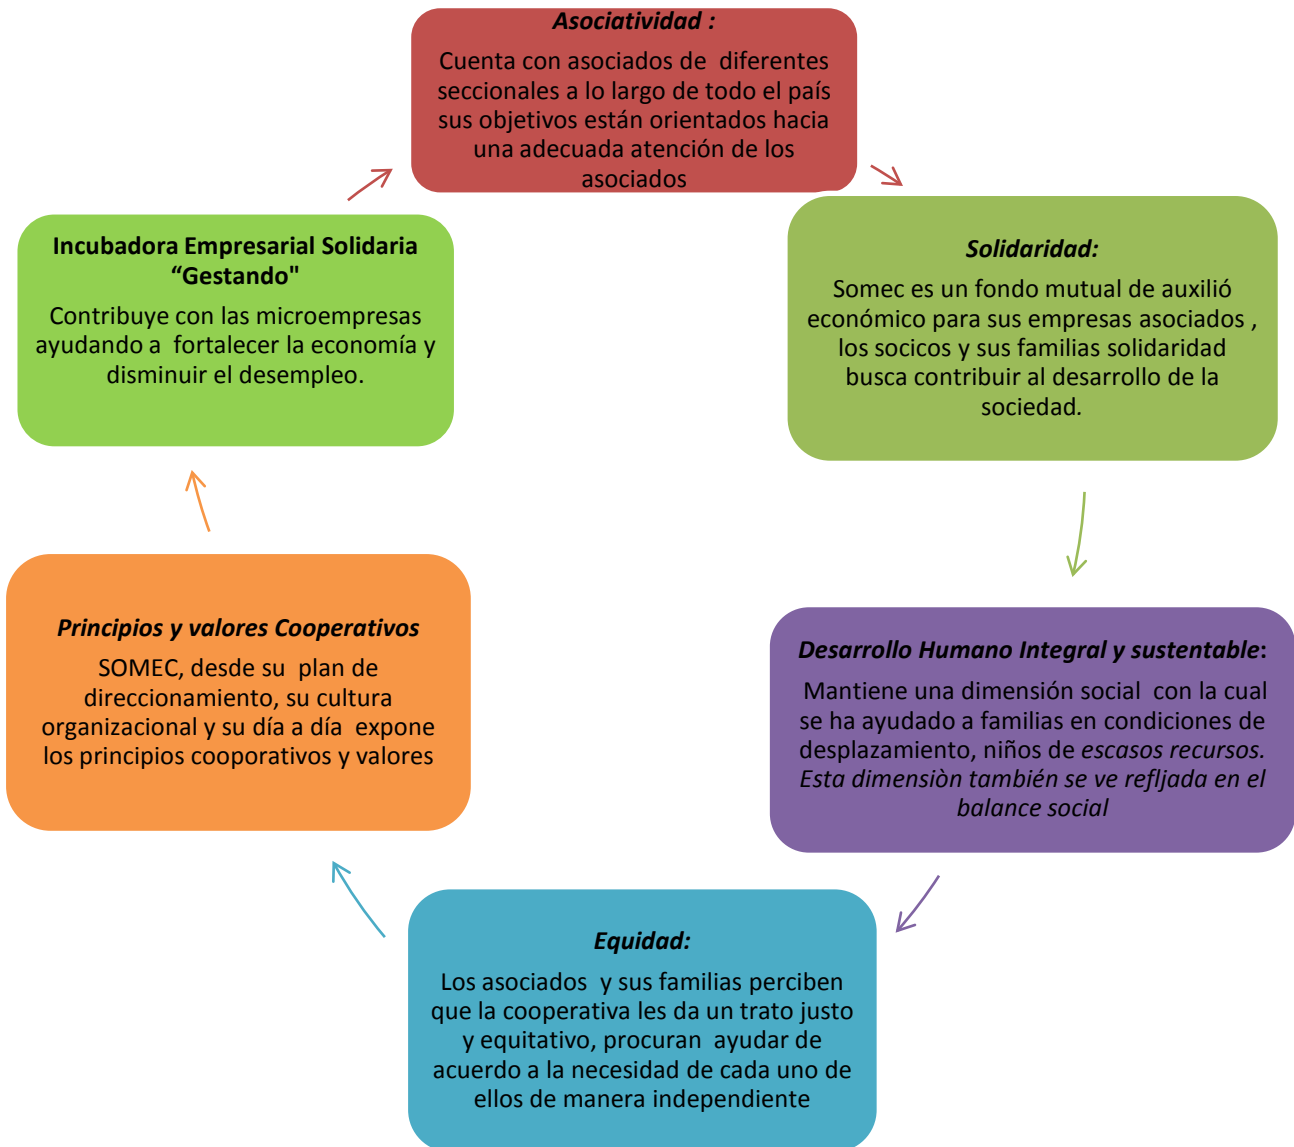 Asociatividad :
Cuenta con asociados de diferentes
seccionales a lo largo de todo el país
sus objetivos están orientados hacia
una adecuada atención de los
asociados
Solidaridad:
Somec es un fondo mutual de auxilió
económico para sus empresas asociados ,
los socicos y sus familias solidaridad
busca contribuir al desarrollo de la
sociedad.
Desarrollo Humano Integral y sustentable:
Mantiene una dimensión social con la cual
se ha ayudado a familias en condiciones de
desplazamiento, niños de escasos recursos.
Esta dimensiòn también se ve refljada en el
balance social
Equidad:
Los asociados y sus familias perciben
que la cooperativa les da un trato justo
y equitativo, procuran ayudar de
acuerdo a la necesidad de cada uno de
ellos de manera independiente
Principios y valores Cooperativos
SOMEC, desde su plan de
direccionamiento, su cultura
organizacional y su día a día expone
los principios cooporativos y valores
Incubadora Empresarial Solidaria
“Gestando"
Contribuye con las microempresas
ayudando a fortalecer la economía y
disminuir el desempleo.